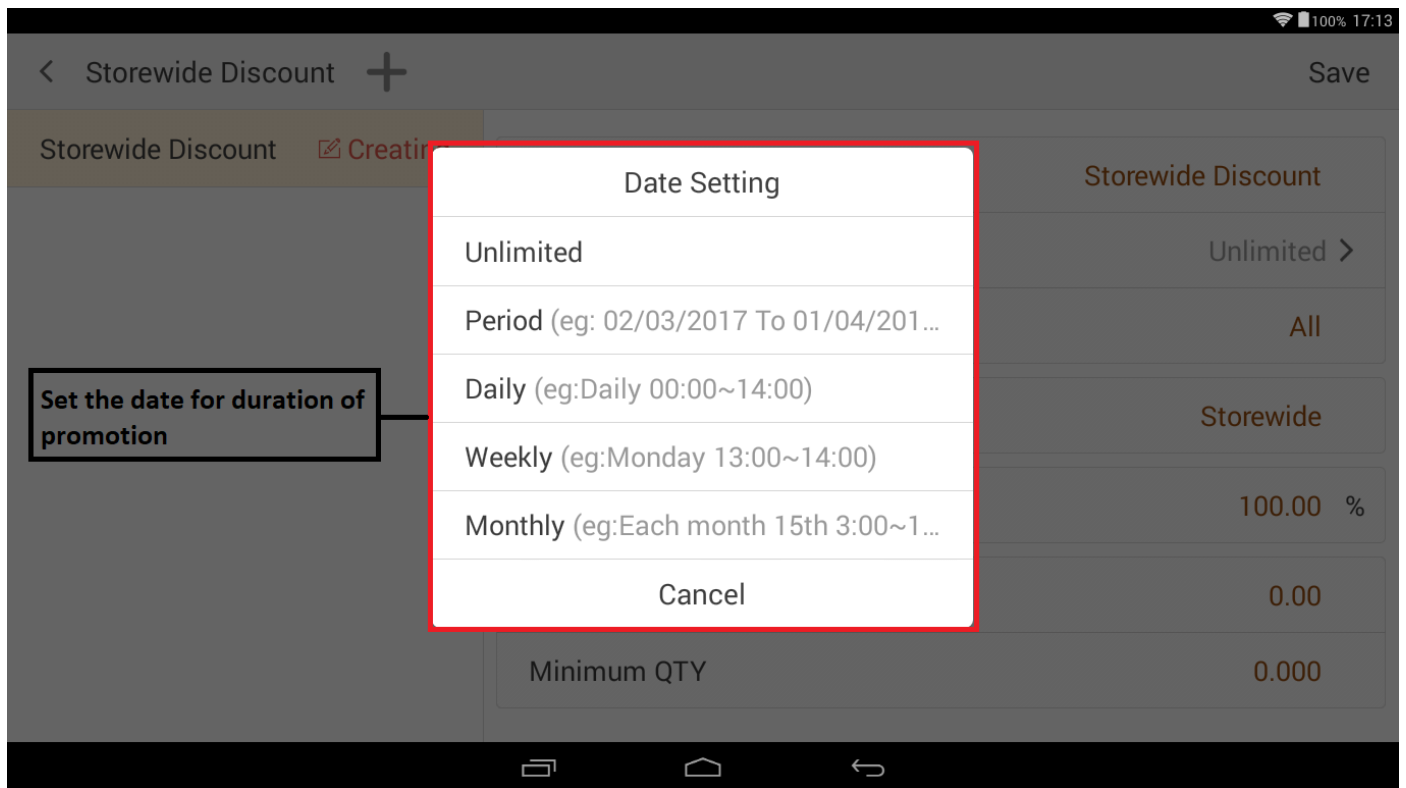 100% 17:13
Storewide Discount
Save
Storewide Discount Creating
Storewide Discount
Unlimited
All
Storewide
100.00 %
0.00
Minimum QTY 0.000
Date Setting
Unlimited
Period (eg: 02/03/2017 To 01/04/201...
Daily (eg:Daily 00:00~14:00)
Weekly (eg:Monday 13:00~14:00)
Monthly (eg:Each month 15th 3:00~1...
Cancel
Set the date for duration of
promotion